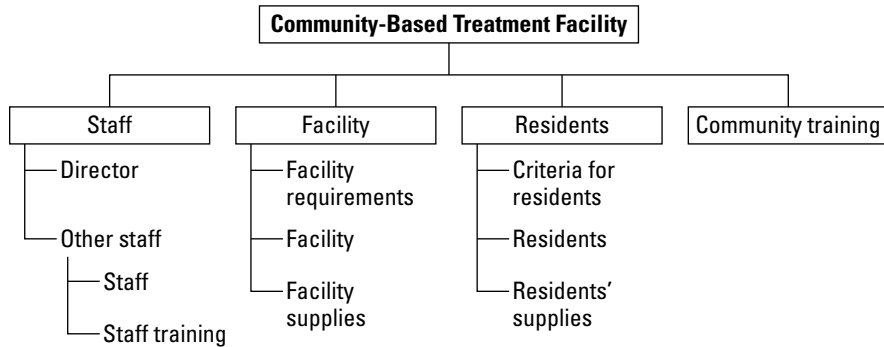 Community-Based Treatment Facility
Staff
Facility
Residents
Community training
Director
Other staff
Staff
Staff training
Facility
requirements
Facility
Facility
supplies
Criteria for
residents
Residents
Residents’
supplies